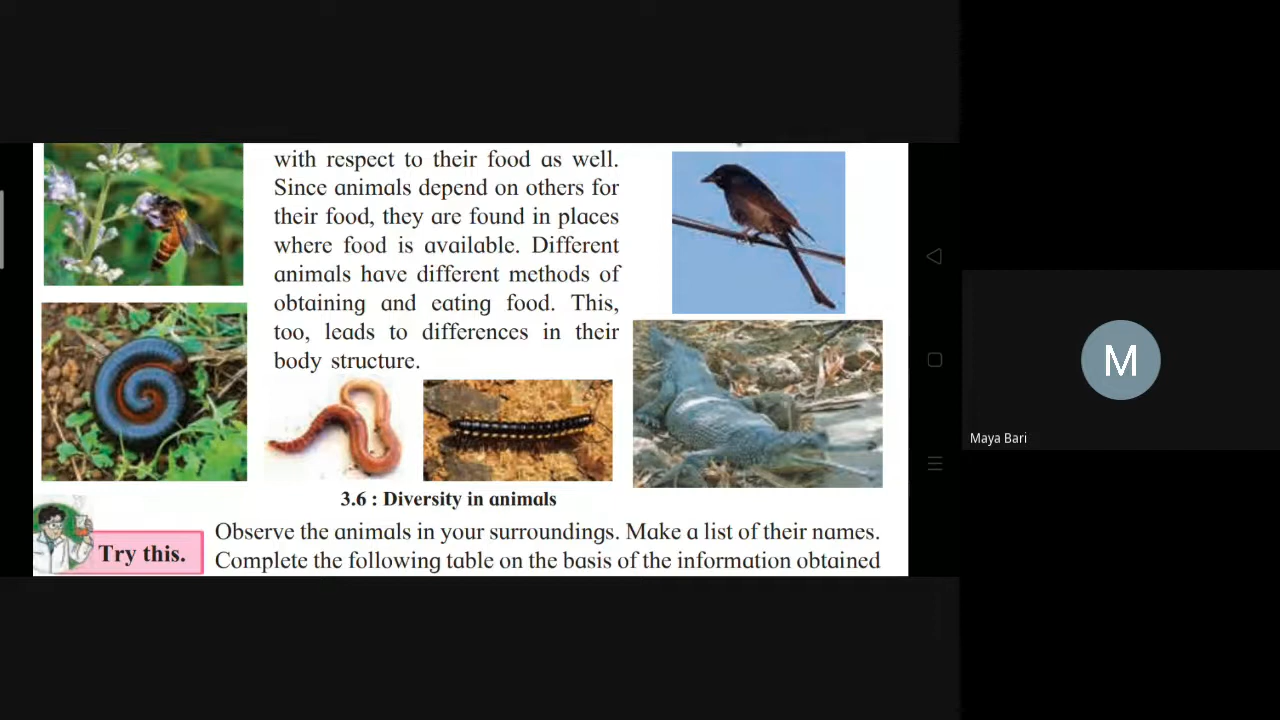 with respect to their food as well.
Since animals depend on others for
their food, they are found in places
where food is available. Different
animals have different methods of
obtaining and eating food. This,
too, leads to differences in their
body structure.
3.6 : Diversity in animals
Try this.
Observe the animals in your surroundings. Make a list of their names.
Complete the following table on the basis of the information obtained
M
Maya Bari